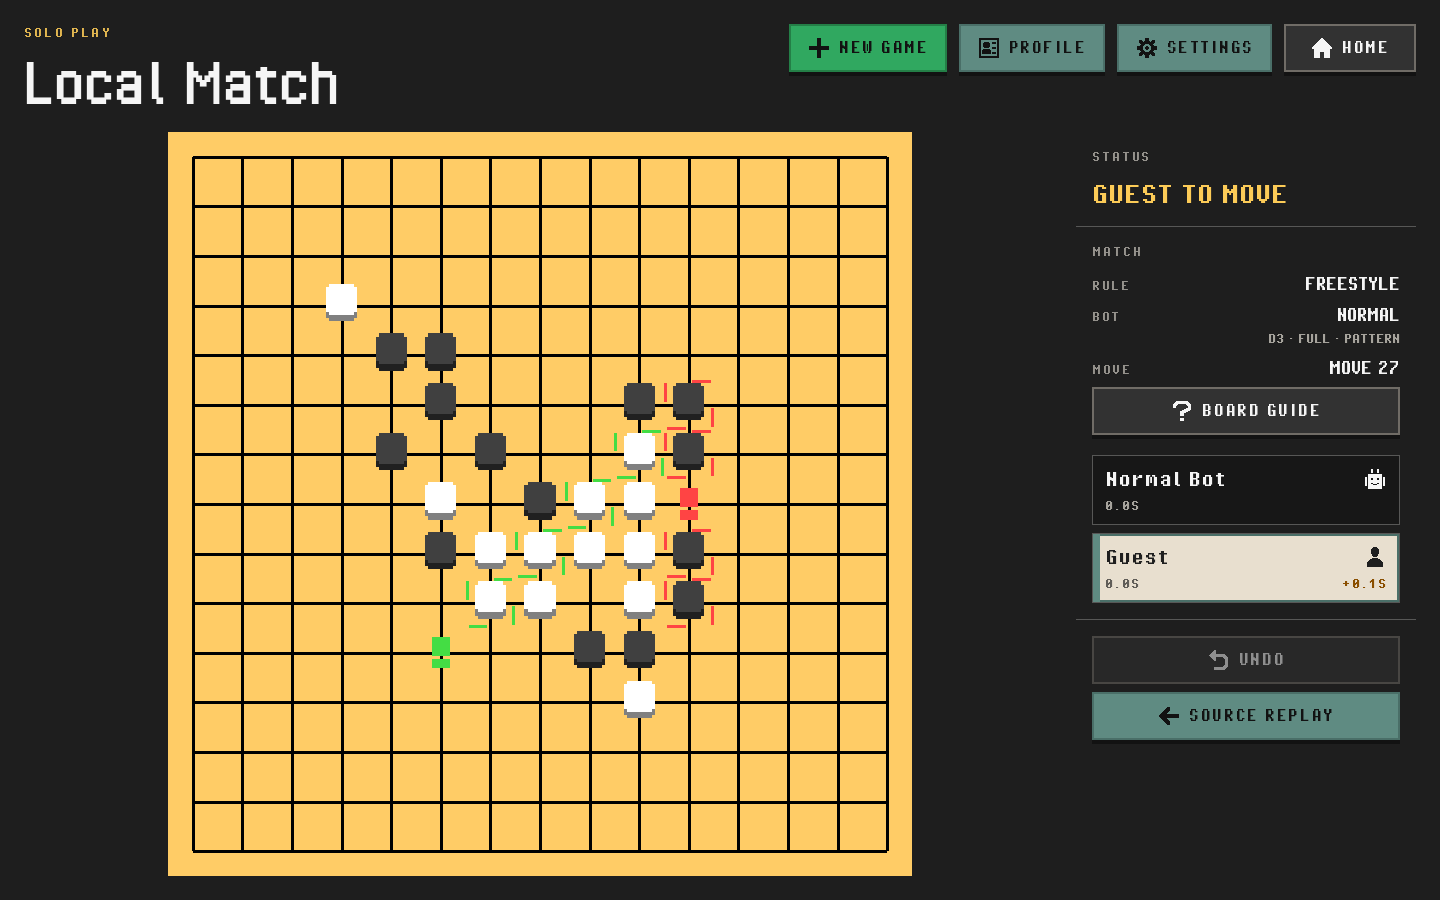 SOLO PLAY
Local Match
NEW GAME
PROFILE
SETTINGS
HOME
STATUS
GUEST TO MOVE
MATCH
RULE FREESTYLE
BOT NORMAL
D3 · FULL · PATTERN
MOVE MOVE 27
BOARD GUIDE
Normal Bot
0.0S
Guest
0.0S +0.1S
UNDO
SOURCE REPLAY